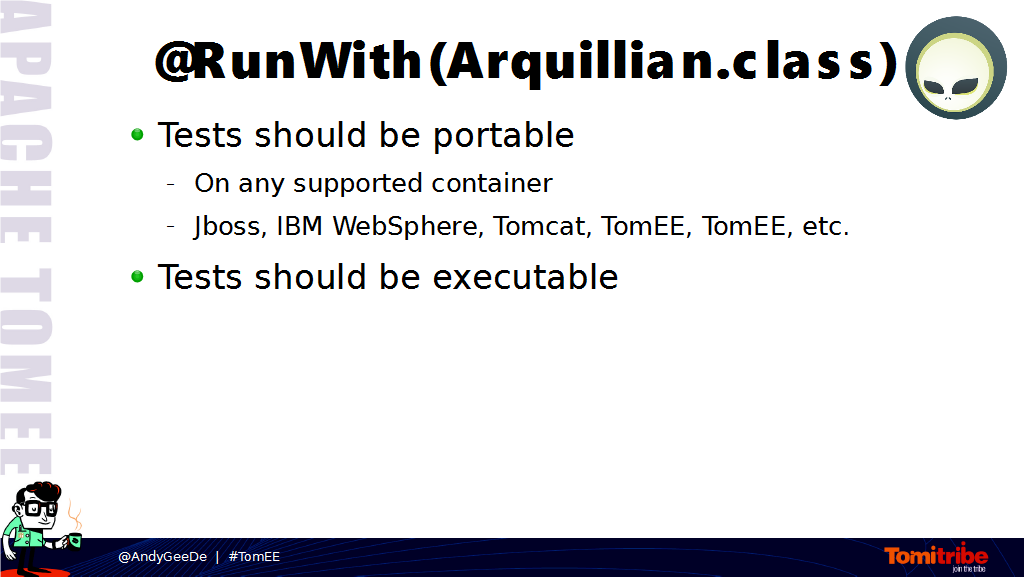 @RunWith(Arquillian.class)
Tests should be portable
- On any supported container
- Jboss, IBM WebSphere, Tomcat, TomEE, TomEE, etc.
Tests should be executable
APACHE TOMEE
@AndyGeeDe | #TomEE
Tomitribe
join the tribe